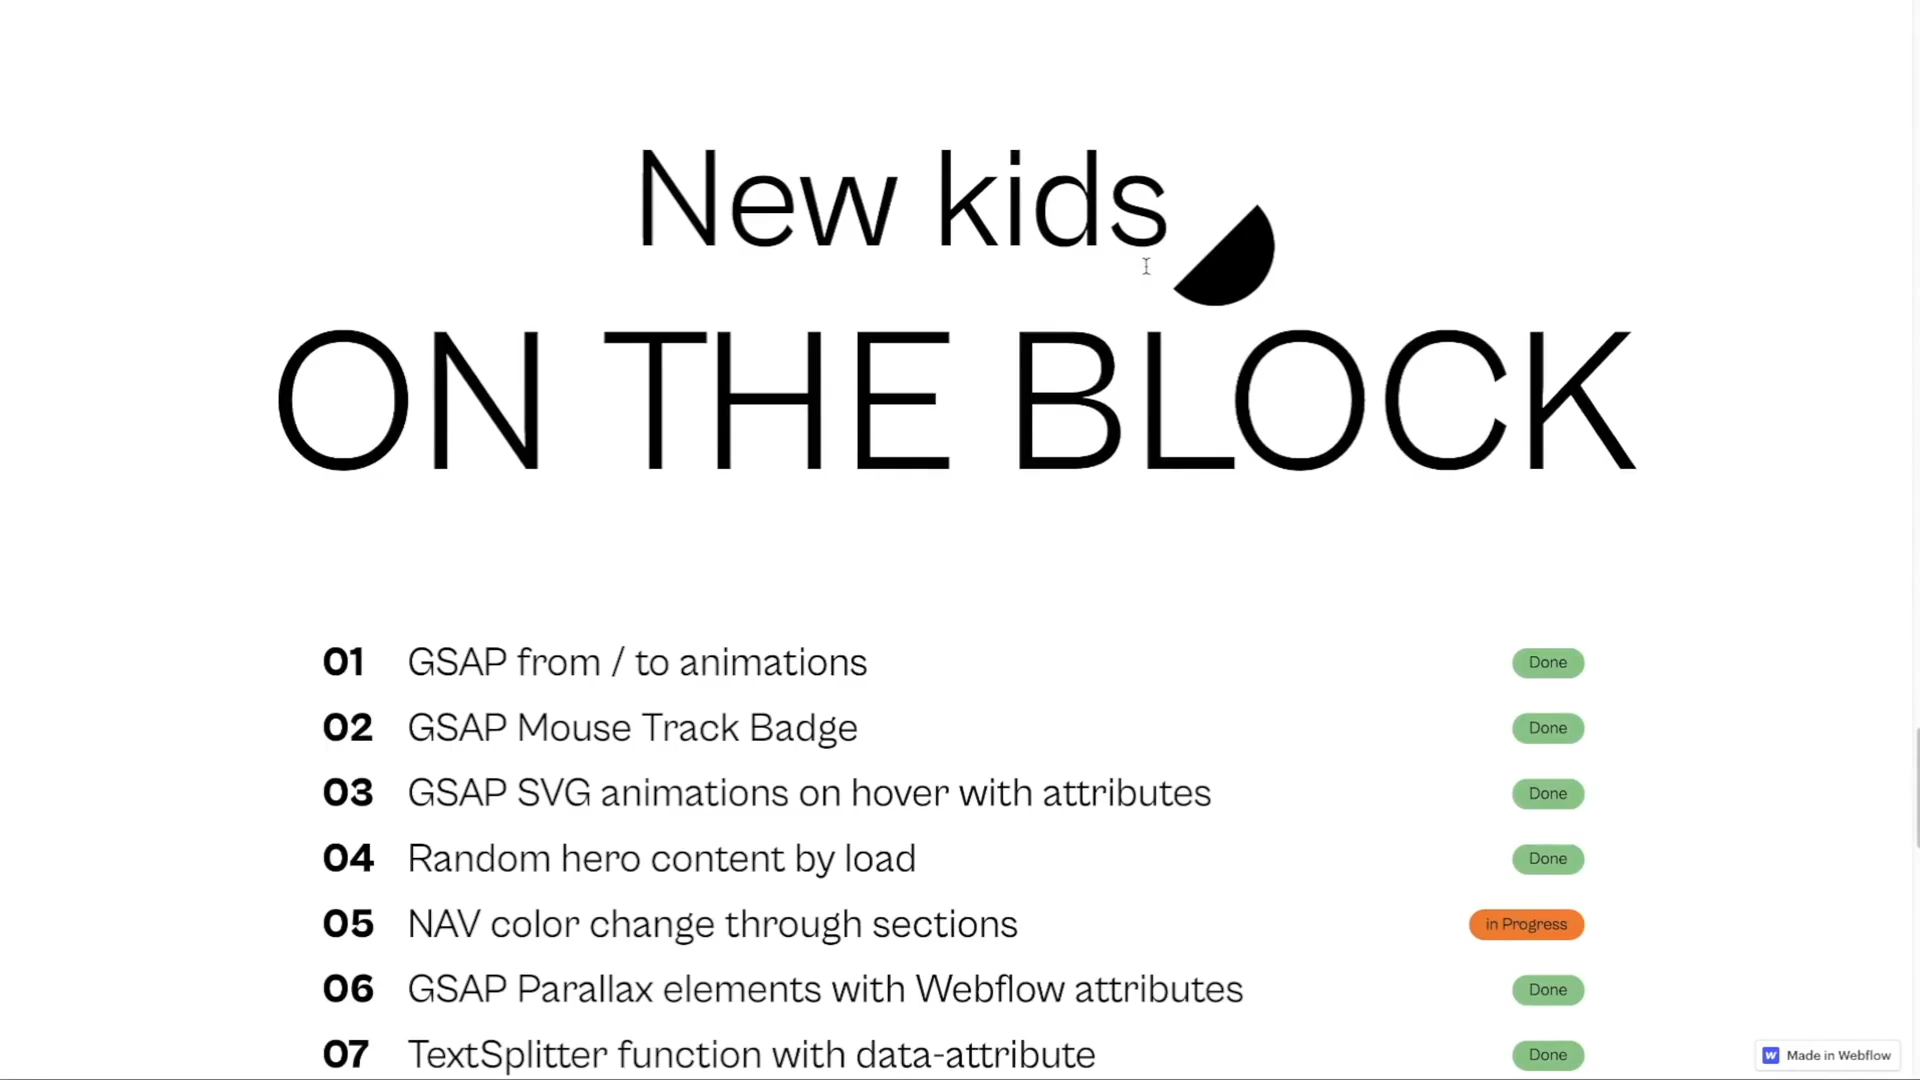 New kids
ON THE BLOCK
01 GSAP from / to animations Done
02 GSAP Mouse Track Badge Done
03 GSAP SVG animations on hover with attributes Done
04 Random hero content by load Done
05 NAV color change through sections in Progress
06 GSAP Parallax elements with Webflow attributes Done
07 TextSplitter function with data-attribute Done
Made in Webflow